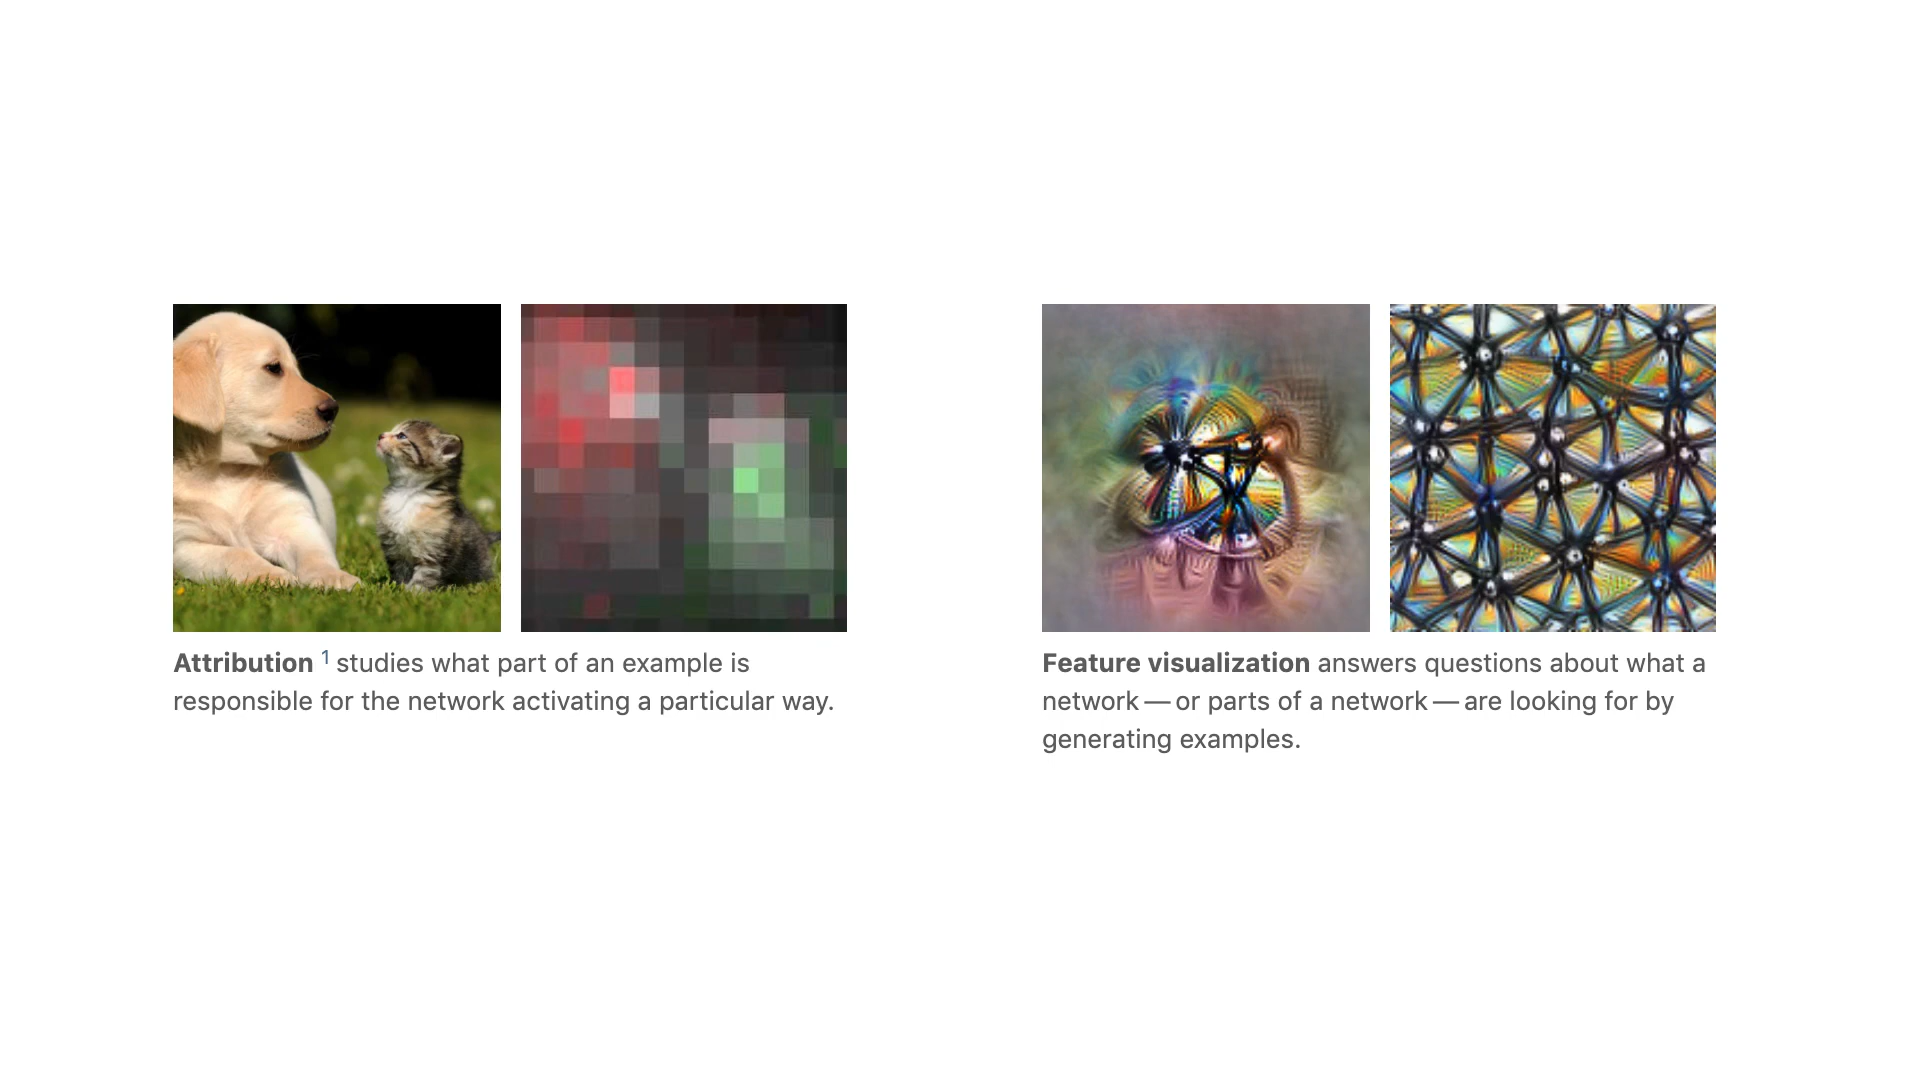 Attribution 1 studies what part of an example is
responsible for the network activating a particular way.
Feature visualization answers questions about what a
network — or parts of a network — are looking for by
generating examples.